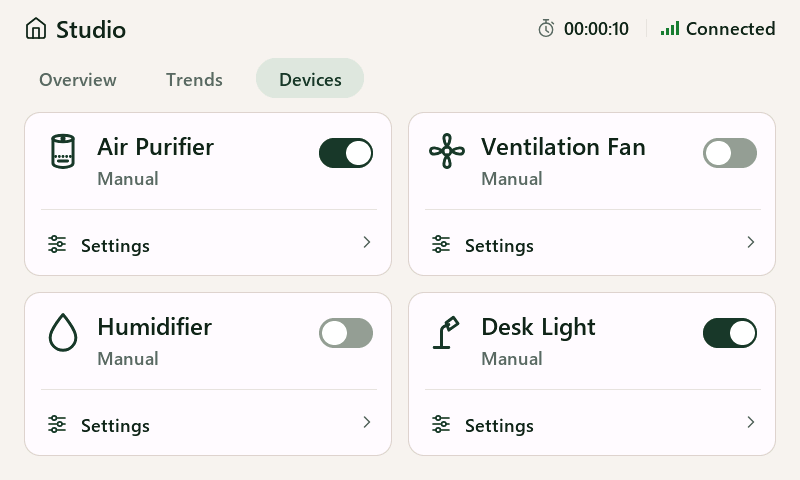 Studio
00:00:10
Connected
Overview
Trends
Devices
Air Purifier
Manual
Settings
Ventilation Fan
Manual
Settings
Humidifier
Manual
Settings
Desk Light
Manual
Settings